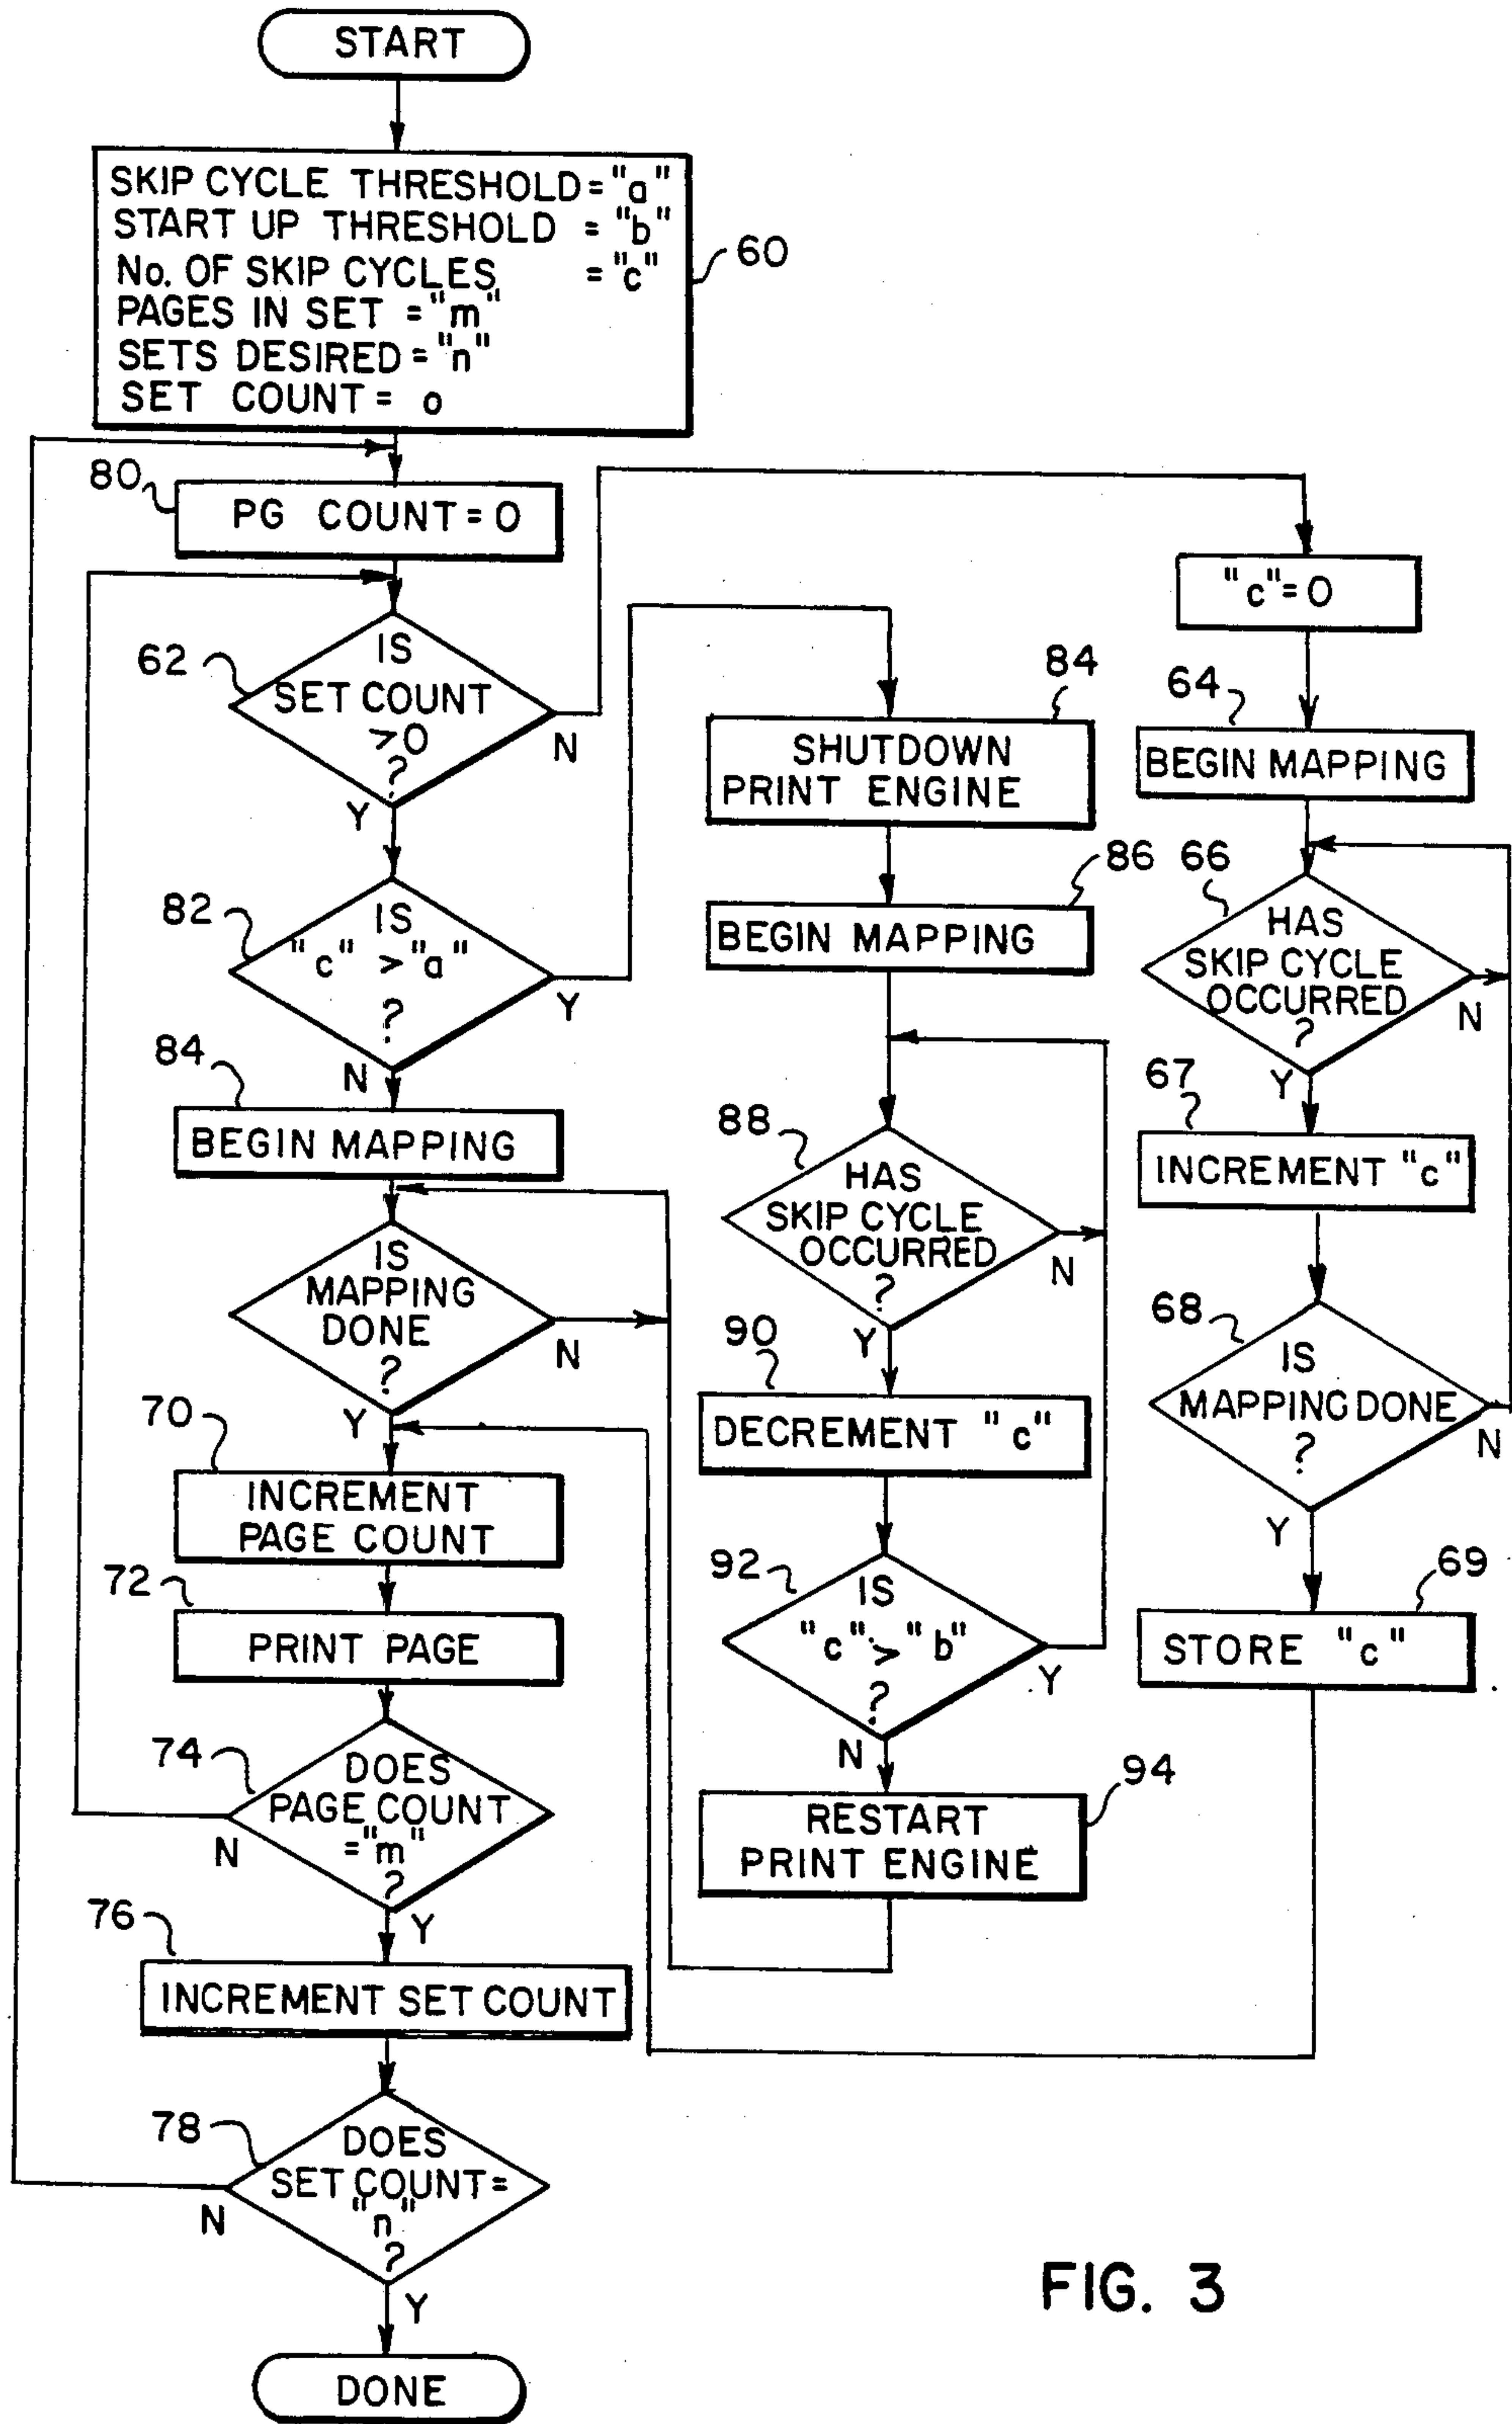 START
SKIP CYCLE THRESHOLD="a"
START UP THRESHOLD ="b"
No. OF SKIP CYCLES ="c"
PAGES IN SET ="m"
SETS DESIRED="n"
SET COUNT= o
60
80
PG COUNT=0
"c"=0
62
IS
SET COUNT
>0
?
N
Y
84
SHUTDOWN
PRINT ENGINE
64
BEGIN MAPPING
82
IS
"c" >"a"
?
Y
N
86
BEGIN MAPPING
66
HAS
SKIP CYCLE
OCCURRED
?
N
Y
84
BEGIN MAPPING
88
HAS
SKIP CYCLE
OCCURRED
?
N
Y
67
INCREMENT "c"
IS
MAPPING
DONE
?
N
Y
90
DECREMENT "c"
68
IS
MAPPING DONE
?
N
Y
70
INCREMENT
PAGE COUNT
92
IS
"c">"b"
?
Y
N
69
STORE "c"
72
PRINT PAGE
74
DOES
PAGE COUNT
="m"
?
N
Y
94
RESTART
PRINT ENGINE
76
INCREMENT SET COUNT
78
DOES
SET COUNT=
"n"
?
N
Y
DONE
FIG. 3